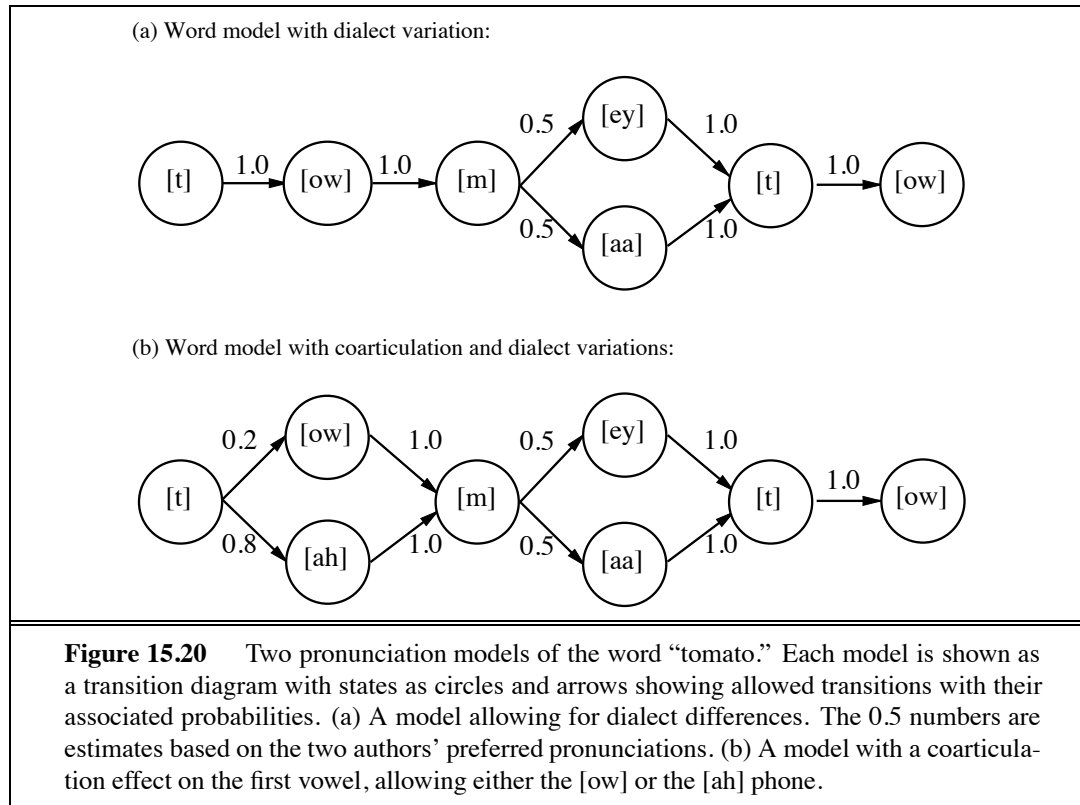 (a) Word model with dialect variation:
0.5 [ey] 1.0
[t] 1.0 [ow] 1.0 [m] [t] 1.0 [ow]
0.5 [aa] 1.0
(b) Word model with coarticulation and dialect variations:
0.2 [ow] 1.0 0.5 [ey] 1.0
[t] [m] [t] 1.0 [ow]
0.8 [ah] 1.0 0.5 [aa] 1.0
Figure 15.20 Two pronunciation models of the word “tomato.” Each model is shown as
a transition diagram with states as circles and arrows showing allowed transitions with their
associated probabilities. (a) A model allowing for dialect differences. The 0.5 numbers are
estimates based on the two authors’ preferred pronunciations. (b) A model with a coarticula-
tion effect on the first vowel, allowing either the [ow] or the [ah] phone.